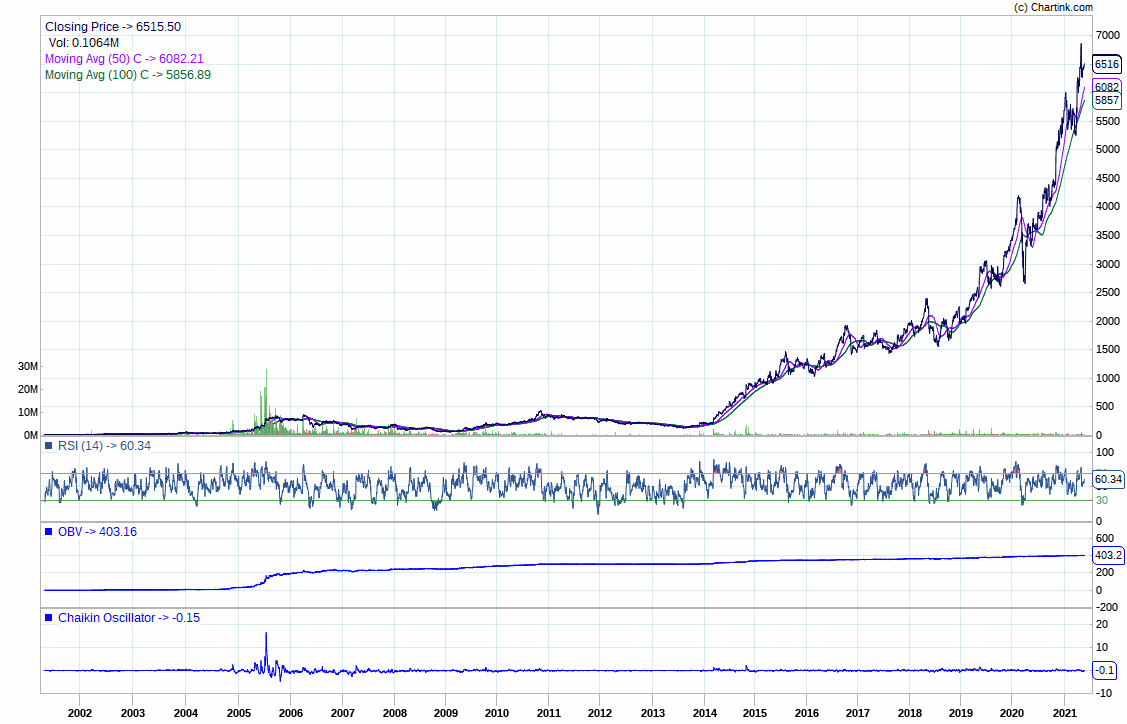 (c) Chartink.com
Closing Price -> 6515.50
Vol: 0.1064M
Moving Avg (50) C -> 6082.21
Moving Avg (100) C -> 5856.89
7000
6516
6082
5857
5500
5000
4500
4000
3500
3000
2500
2000
1500
1000
500
0
30M
20M
10M
0M
RSI (14) -> 60.34
100
60.34
30
0
OBV -> 403.16
600
403.2
200
0
-200
Chaikin Oscillator -> -0.15
20
10
-0.1
-10
2002 2003 2004 2005 2006 2007 2008 2009 2010 2011 2012 2013 2014 2015 2016 2017 2018 2019 2020 2021